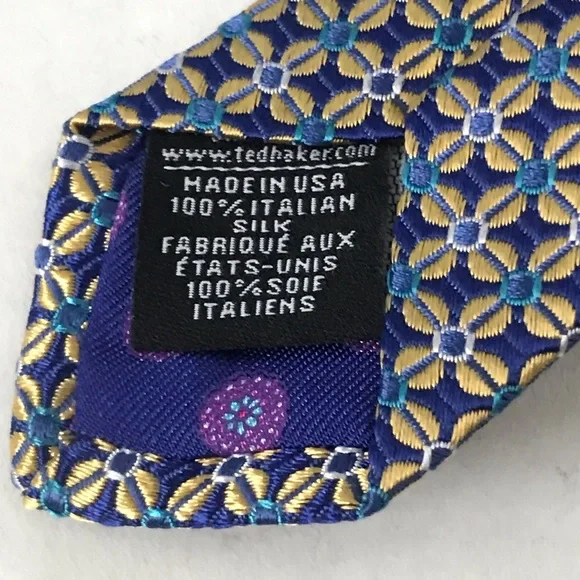 www.tedbaker.com
MADE IN USA
100% ITALIAN
SILK
FABRIQUÉ AUX
ÉTATS-UNIS
100% SOIE
ITALIENS